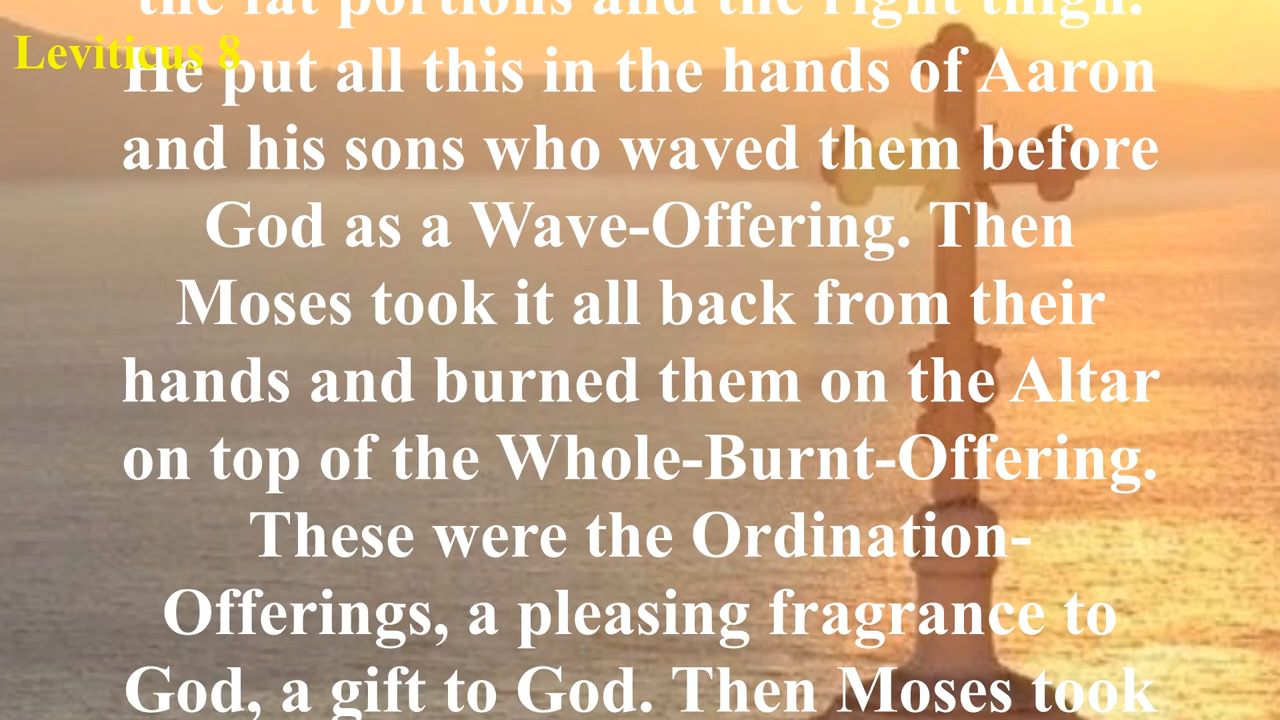 the fat portions and the right thigh.
Leviticus 8
He put all this in the hands of Aaron
and his sons who waved them before
God as a Wave-Offering. Then
Moses took it all back from their
hands and burned them on the Altar
on top of the Whole-Burnt-Offering.
These were the Ordination-
Offerings, a pleasing fragrance to
God, a gift to God. Then Moses took